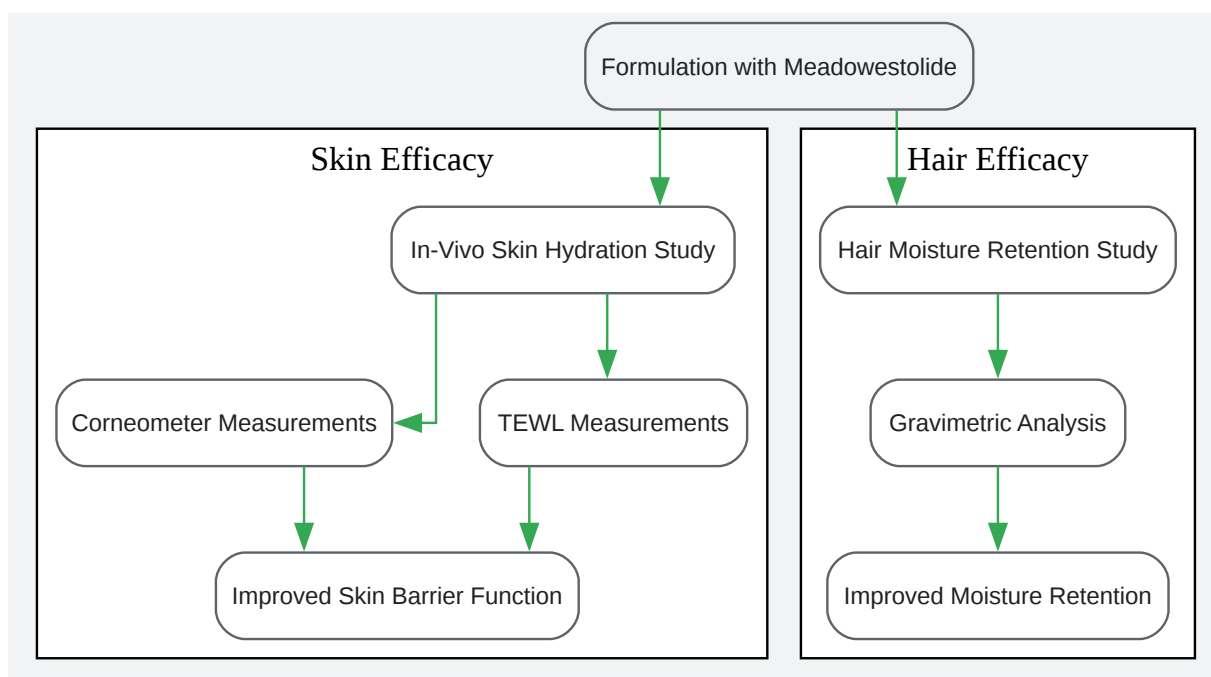 Formulation with Meadowestolide
Skin Efficacy
Hair Efficacy
In-Vivo Skin Hydration Study
Hair Moisture Retention Study
Corneometer Measurements
TEWL Measurements
Gravimetric Analysis
Improved Skin Barrier Function
Improved Moisture Retention